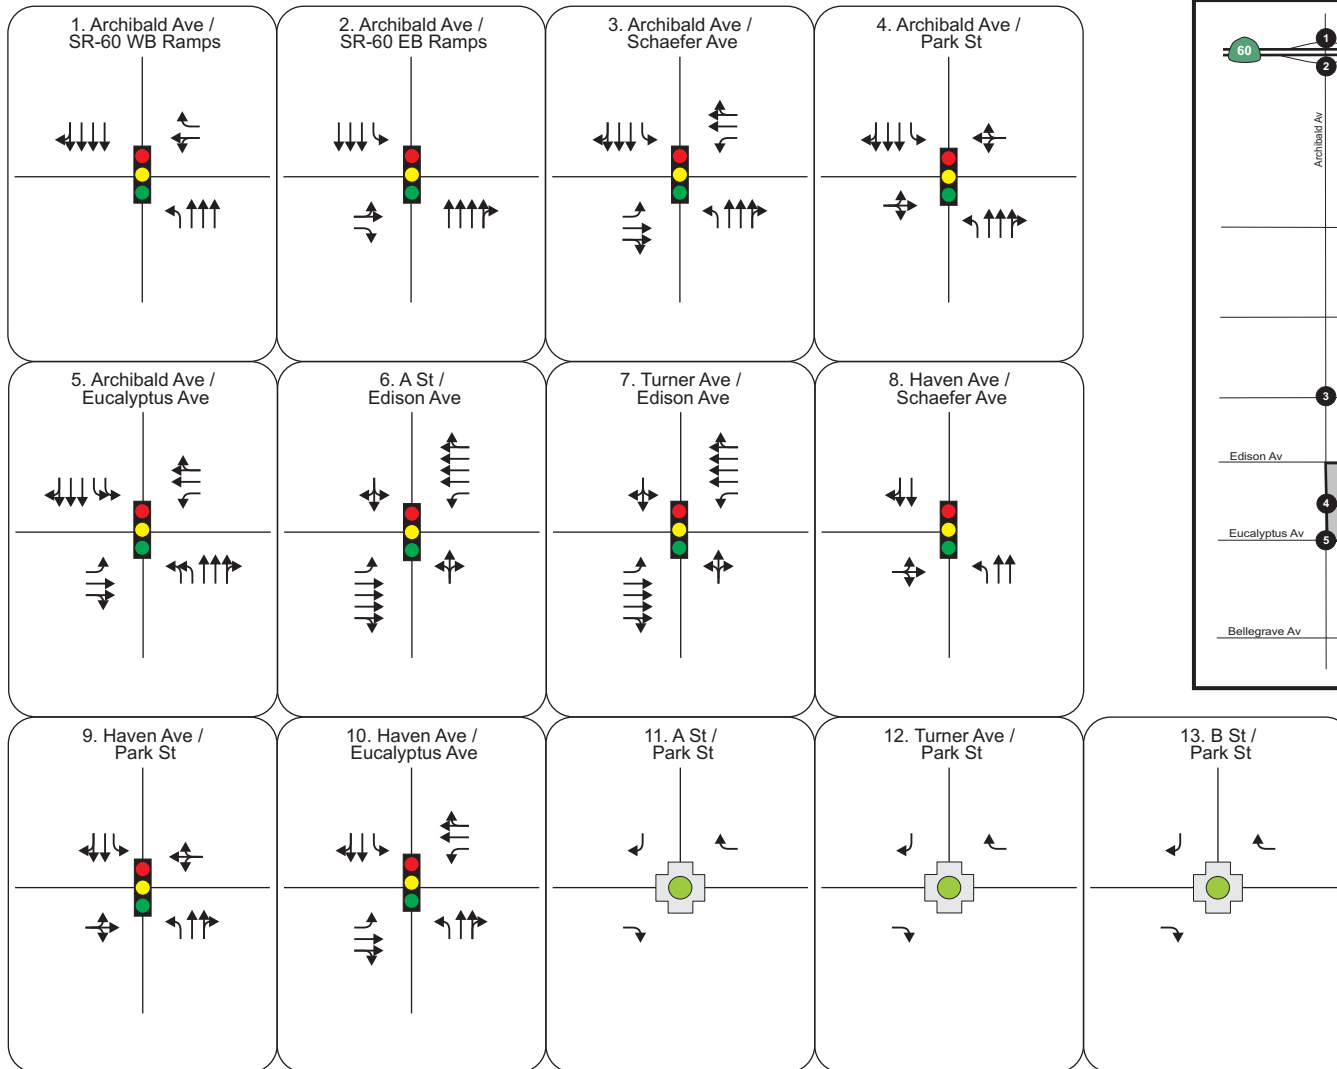 1. Archibald Ave /
SR-60 WB Ramps
2. Archibald Ave /
SR-60 EB Ramps
3. Archibald Ave /
Schaefer Ave
4. Archibald Ave /
Park St
5. Archibald Ave /
Eucalyptus Ave
6. A St /
Edison Ave
7. Turner Ave /
Edison Ave
8. Haven Ave /
Schaefer Ave
9. Haven Ave /
Park St
10. Haven Ave /
Eucalyptus Ave
11. A St /
Park St
12. Turner Ave /
Park St
13. B St /
Park St
60
1
2
Archibald Av
3
Edison Av
4
Eucalyptus Av
5
Bellegrave Av